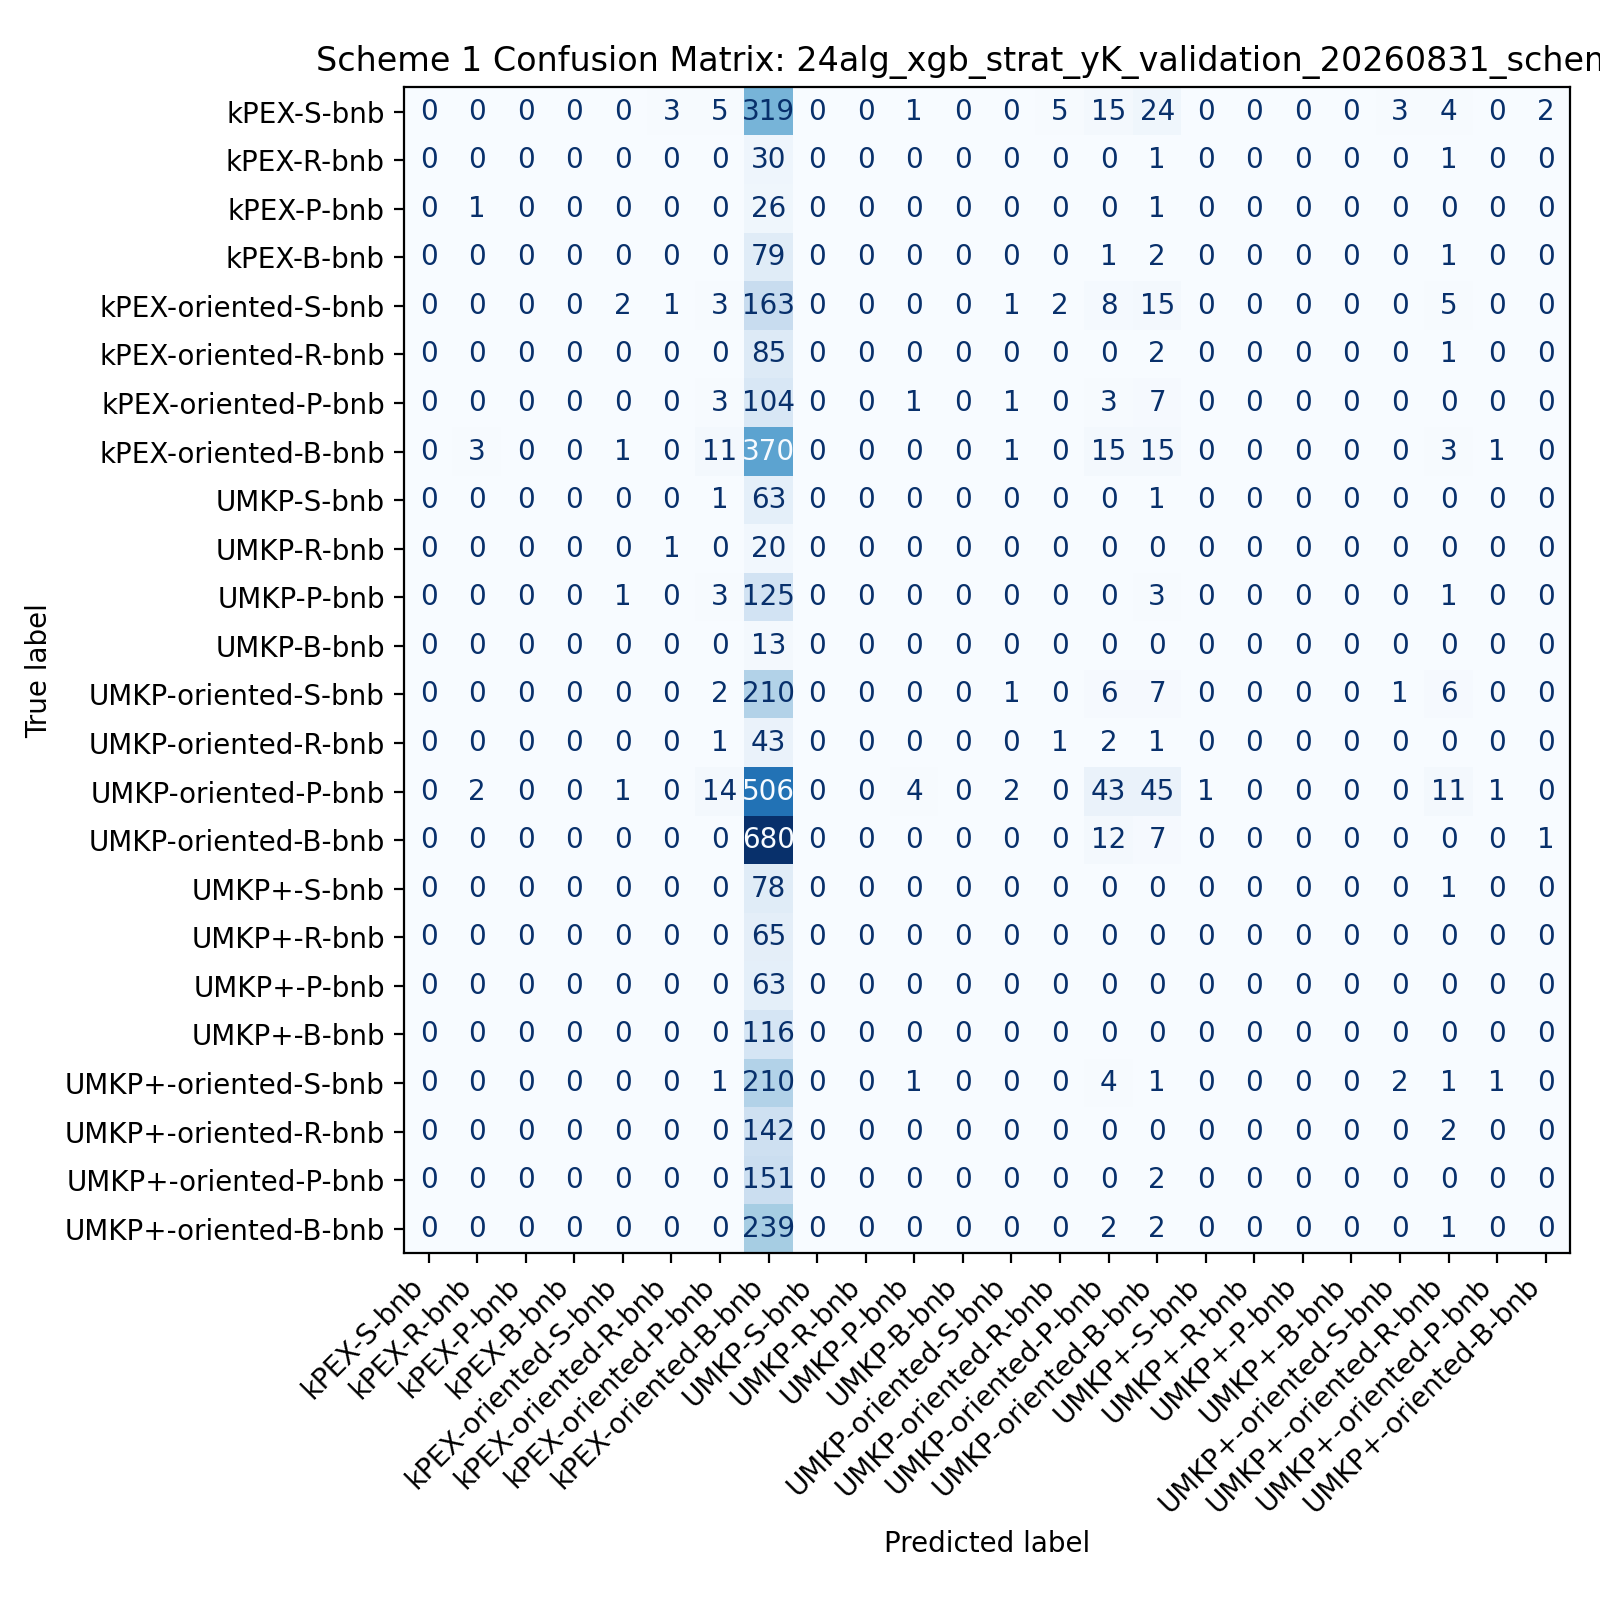 Scheme 1 Confusion Matrix: 24alg_xgb_strat_yK_validation_20260831_schem
True label
kPEX-S-bnb 0 0 0 0 0 3 5 319 0 0 1 0 0 5 15 24 0 0 0 0 3 4 0 2
kPEX-R-bnb 0 0 0 0 0 0 0 30 0 0 0 0 0 0 0 1 0 0 0 0 0 1 0 0
kPEX-P-bnb 0 1 0 0 0 0 0 26 0 0 0 0 0 0 0 1 0 0 0 0 0 0 0 0
kPEX-B-bnb 0 0 0 0 0 0 0 79 0 0 0 0 0 0 1 2 0 0 0 0 0 1 0 0
kPEX-oriented-S-bnb 0 0 0 0 2 1 3 163 0 0 0 0 1 2 8 15 0 0 0 0 0 5 0 0
kPEX-oriented-R-bnb 0 0 0 0 0 0 0 85 0 0 0 0 0 0 0 2 0 0 0 0 0 1 0 0
kPEX-oriented-P-bnb 0 0 0 0 0 0 3 104 0 0 1 0 1 0 3 7 0 0 0 0 0 0 0 0
kPEX-oriented-B-bnb 0 3 0 0 1 0 11 370 0 0 0 0 1 0 15 15 0 0 0 0 0 3 1 0
UMKP-S-bnb 0 0 0 0 0 0 1 63 0 0 0 0 0 0 0 1 0 0 0 0 0 0 0 0
UMKP-R-bnb 0 0 0 0 0 1 0 20 0 0 0 0 0 0 0 0 0 0 0 0 0 0 0 0
UMKP-P-bnb 0 0 0 0 1 0 3 125 0 0 0 0 0 0 0 3 0 0 0 0 0 1 0 0
UMKP-B-bnb 0 0 0 0 0 0 0 13 0 0 0 0 0 0 0 0 0 0 0 0 0 0 0 0
UMKP-oriented-S-bnb 0 0 0 0 0 0 2 210 0 0 0 0 1 0 6 7 0 0 0 0 1 6 0 0
UMKP-oriented-R-bnb 0 0 0 0 0 0 1 43 0 0 0 0 0 1 2 1 0 0 0 0 0 0 0 0
UMKP-oriented-P-bnb 0 2 0 0 1 0 14 506 0 0 4 0 2 0 43 45 1 0 0 0 0 11 1 0
UMKP-oriented-B-bnb 0 0 0 0 0 0 0 680 0 0 0 0 0 0 12 7 0 0 0 0 0 0 0 1
UMKP+-S-bnb 0 0 0 0 0 0 0 78 0 0 0 0 0 0 0 0 0 0 0 0 0 1 0 0
UMKP+-R-bnb 0 0 0 0 0 0 0 65 0 0 0 0 0 0 0 0 0 0 0 0 0 0 0 0
UMKP+-P-bnb 0 0 0 0 0 0 0 63 0 0 0 0 0 0 0 0 0 0 0 0 0 0 0 0
UMKP+-B-bnb 0 0 0 0 0 0 0 116 0 0 0 0 0 0 0 0 0 0 0 0 0 0 0 0
UMKP+-oriented-S-bnb 0 0 0 0 0 0 1 210 0 0 1 0 0 0 4 1 0 0 0 0 2 1 1 0
UMKP+-oriented-R-bnb 0 0 0 0 0 0 0 142 0 0 0 0 0 0 0 0 0 0 0 0 0 2 0 0
UMKP+-oriented-P-bnb 0 0 0 0 0 0 0 151 0 0 0 0 0 0 0 2 0 0 0 0 0 0 0 0
UMKP+-oriented-B-bnb 0 0 0 0 0 0 0 239 0 0 0 0 0 0 2 2 0 0 0 0 0 1 0 0
kPEX-S-bnb
kPEX-R-bnb
kPEX-P-bnb
kPEX-B-bnb
kPEX-oriented-S-bnb
kPEX-oriented-R-bnb
kPEX-oriented-P-bnb
kPEX-oriented-B-bnb
UMKP-S-bnb
UMKP-R-bnb
UMKP-P-bnb
UMKP-B-bnb
UMKP-oriented-S-bnb
UMKP-oriented-R-bnb
UMKP-oriented-P-bnb
UMKP-oriented-B-bnb
UMKP+-S-bnb
UMKP+-R-bnb
UMKP+-P-bnb
UMKP+-B-bnb
UMKP+-oriented-S-bnb
UMKP+-oriented-R-bnb
UMKP+-oriented-P-bnb
UMKP+-oriented-B-bnb
Predicted label